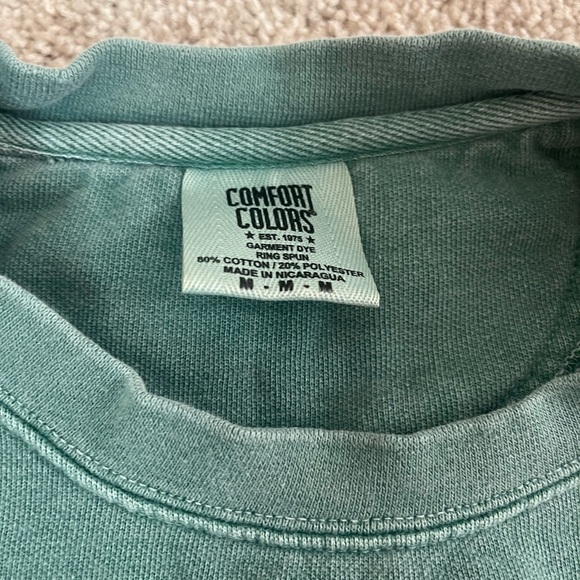 COMFORT
COLORS
★ EST. 1975 ★
GARMENT DYE
RING SPUN
80% COTTON / 20% POLYESTER
MADE IN NICARAGUA
M - M - M